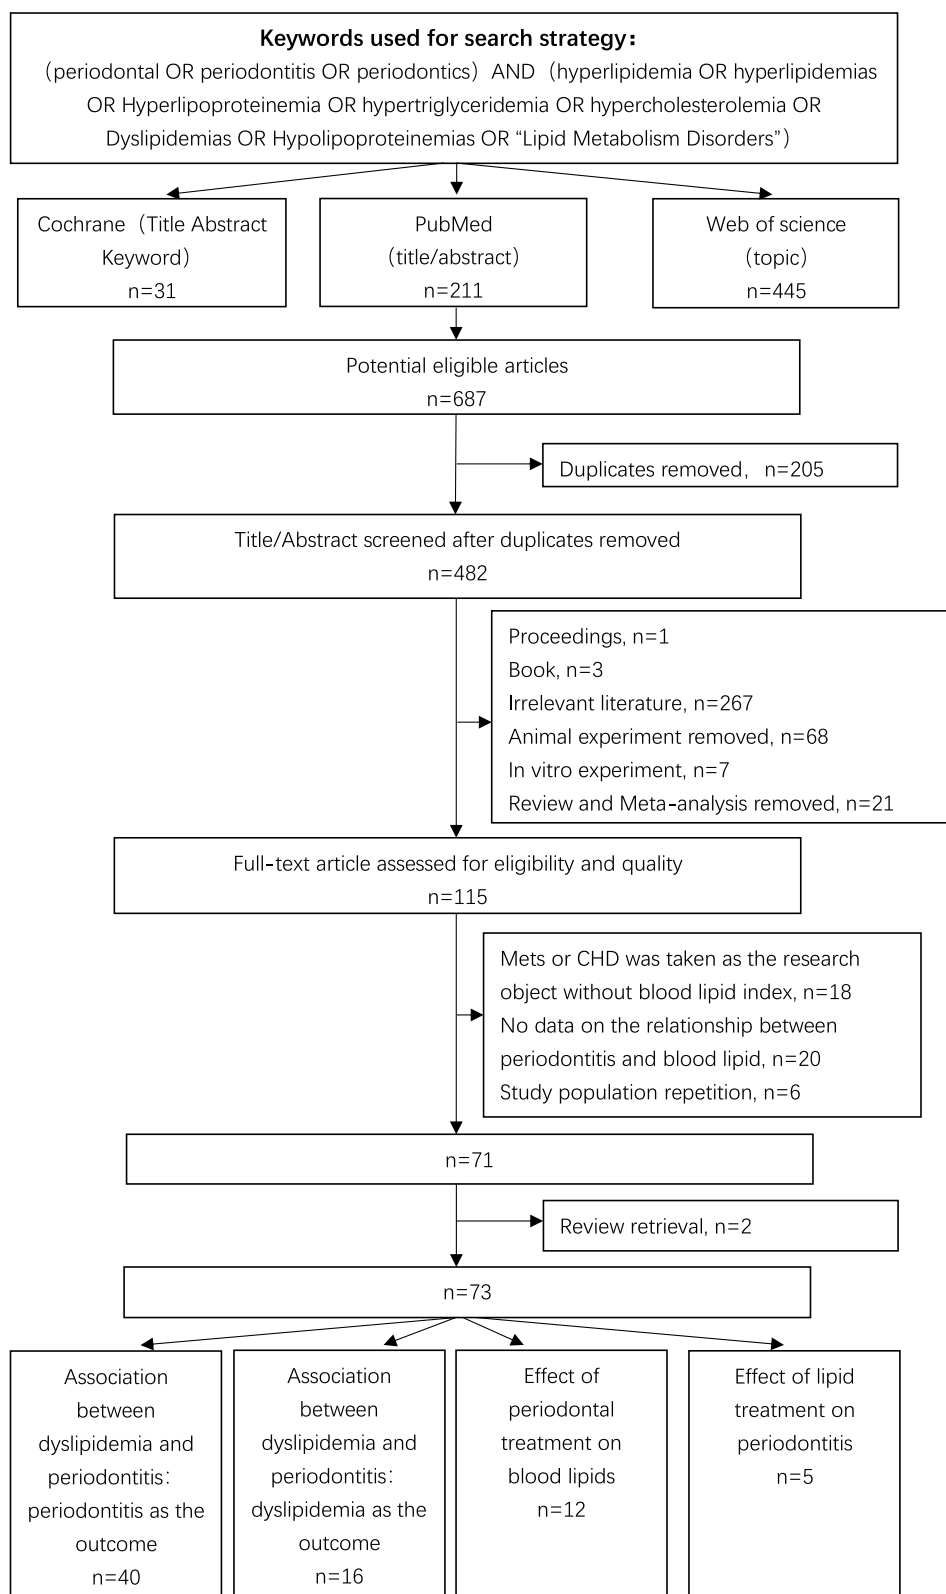 Keywords used for search strategy：
（periodontal OR periodontitis OR periodontics）AND（hyperlipidemia OR hyperlipidemias
OR Hyperlipoproteinemia OR hypertriglyceridemia OR hypercholesterolemia OR
Dyslipidemias OR Hypolipoproteinemias OR “Lipid Metabolism Disorders”）
Cochrane（Title Abstract
Keyword）
n=31
PubMed
（title/abstract）
n=211
Web of science
（topic）
n=445
Potential eligible articles
n=687
Duplicates removed， n=205
Title/Abstract screened after duplicates removed
n=482
Proceedings, n=1
Book, n=3
Irrelevant literature, n=267
Animal experiment removed, n=68
In vitro experiment, n=7
Review and Meta-analysis removed, n=21
Full-text article assessed for eligibility and quality
n=115
Mets or CHD was taken as the research
object without blood lipid index, n=18
No data on the relationship between
periodontitis and blood lipid, n=20
Study population repetition, n=6
n=71
Review retrieval, n=2
n=73
Association
between
dyslipidemia and
periodontitis：
periodontitis as the
outcome
n=40
Association
between
dyslipidemia and
periodontitis：
dyslipidemia as the
outcome
n=16
Effect of
periodontal
treatment on
blood lipids
n=12
Effect of lipid
treatment on
periodontitis
n=5